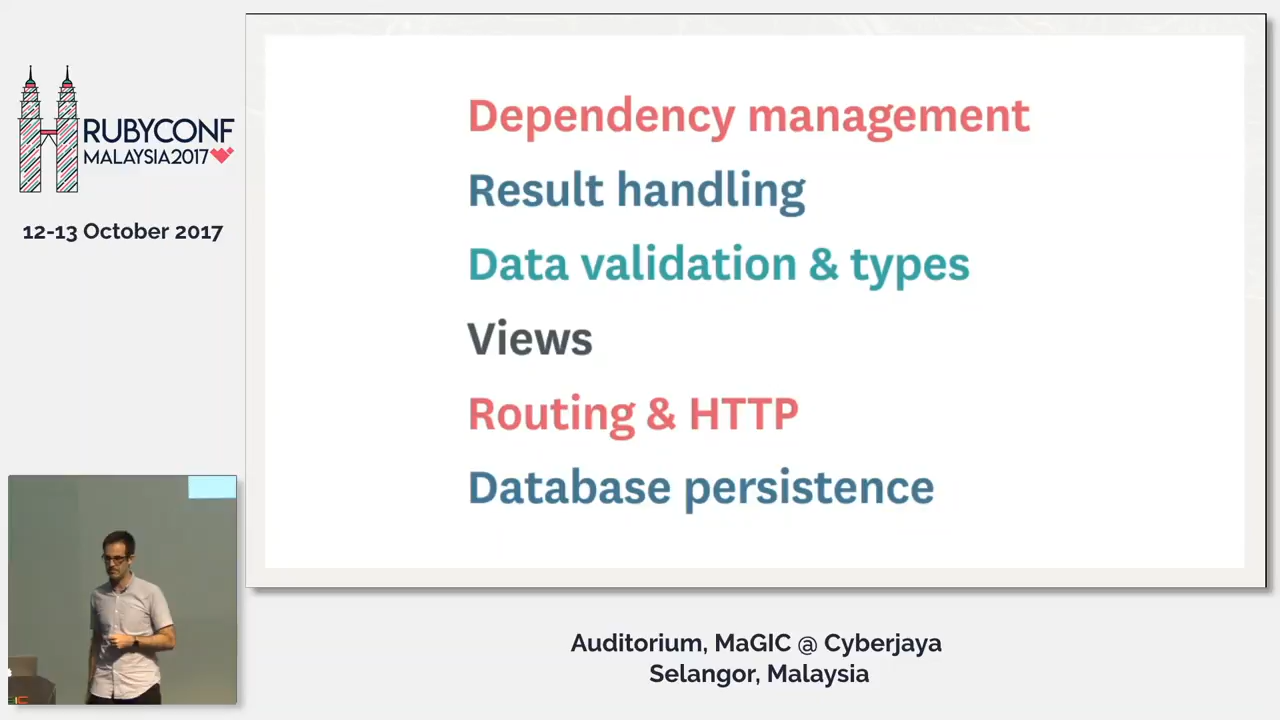 RUBYCONF
MALAYSIA2017
12-13 October 2017
Dependency management
Result handling
Data validation & types
Views
Routing & HTTP
Database persistence
Auditorium, MaGIC @ Cyberjaya
Selangor, Malaysia